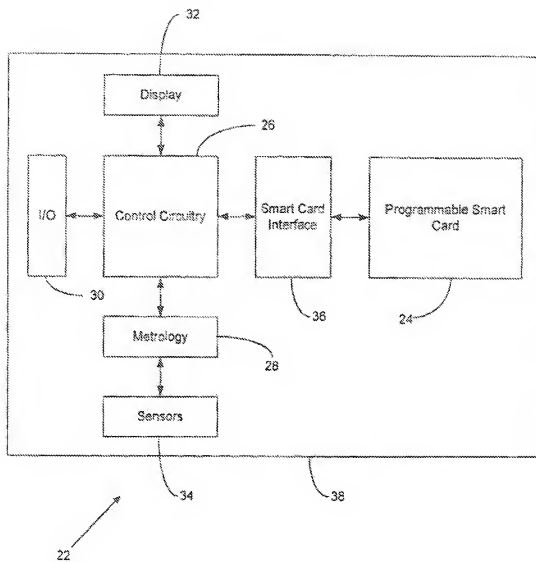 32
Display
26
I/O
Control Circuitry
Smart Card
Interface
Programmable Smart
Card
30
36
24
Metrology
28
Sensors
34
38
22